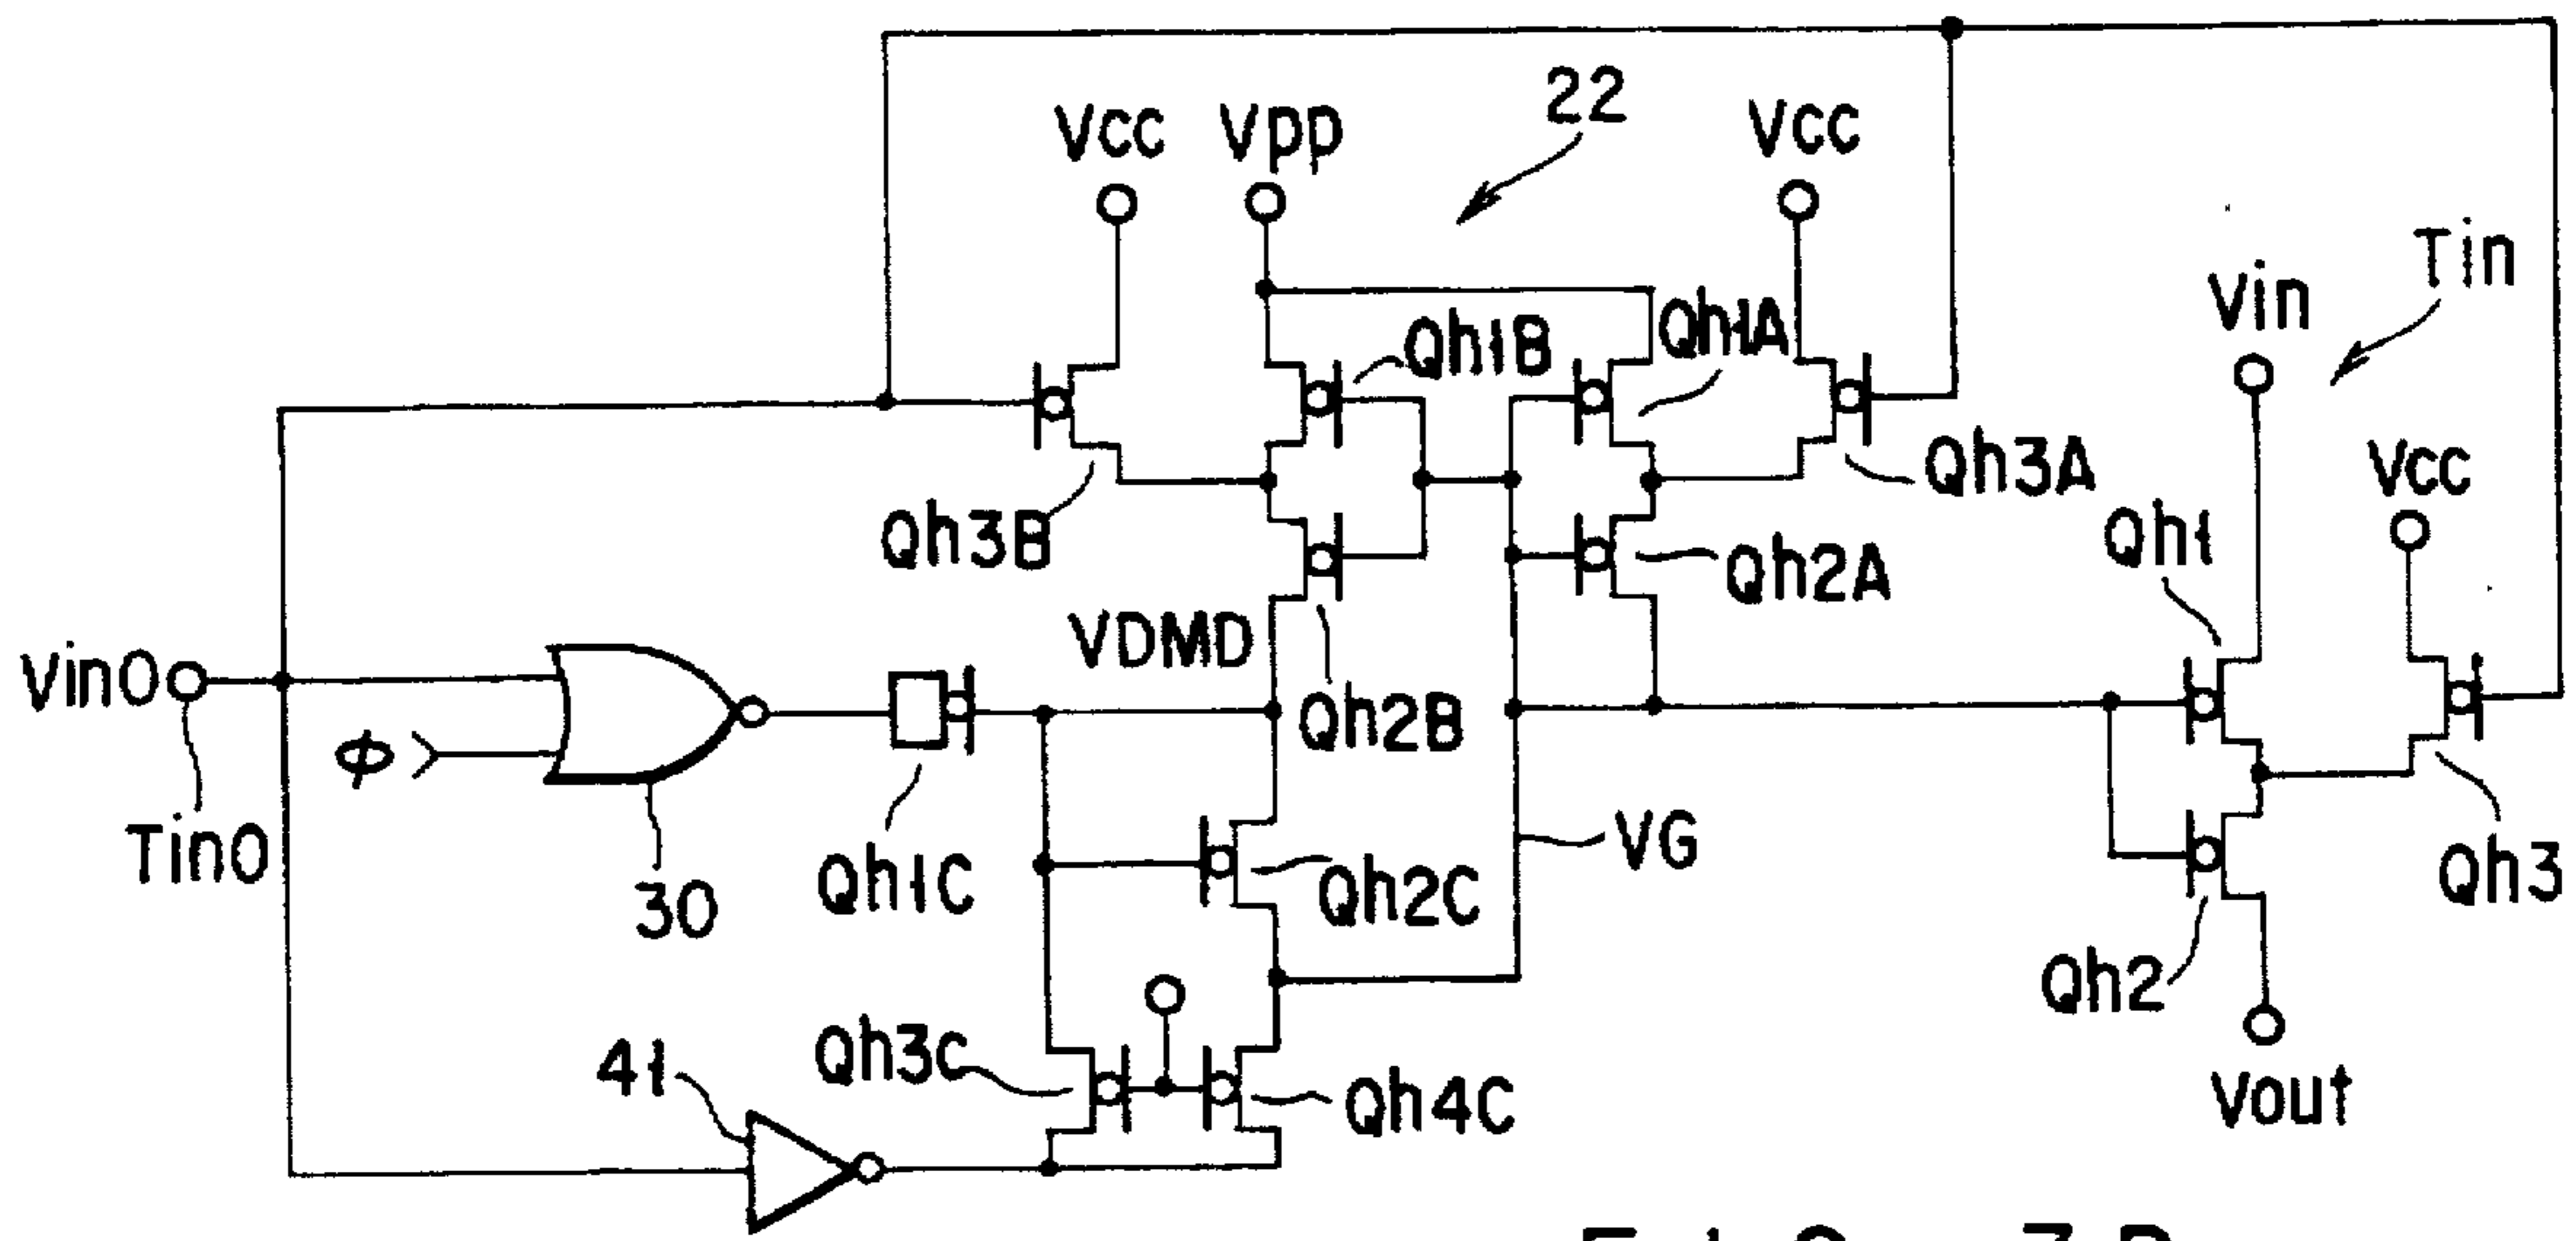 22
Vcc
Vpp
Vcc
Tin
Vin
Qh1B
Qh1A
Qh3A
Vcc
Qh3B
Qh2A
Qh1
VDMD
Vin0
Qh2B
ϕ
Tin0
30
Qh1C
Qh2C
VG
Qh3
Qh2
41
Qh3c
Qh4C
Vout